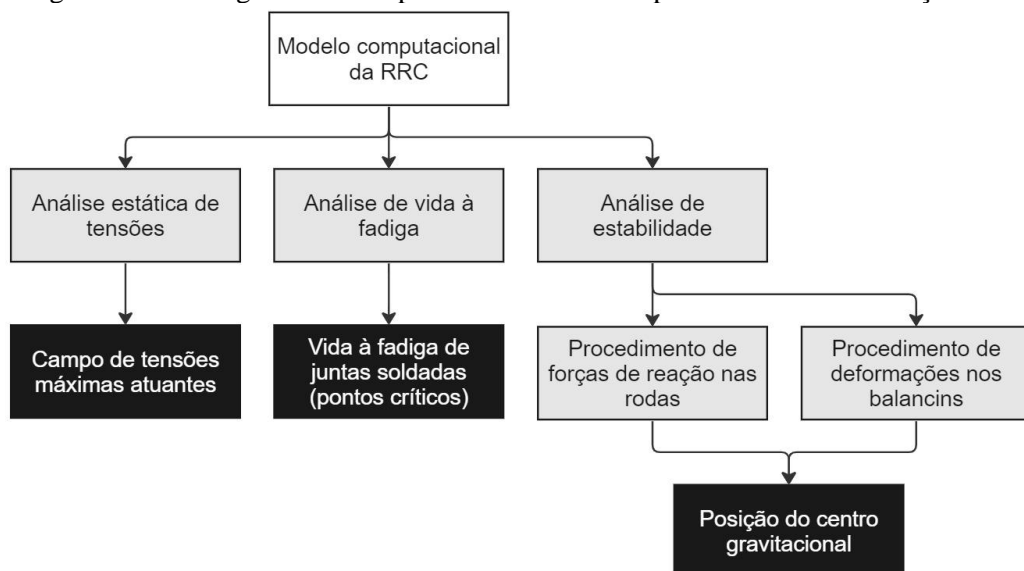 Modelo computacional
da RRC
Análise estática de
tensões
Análise de vida à
fadiga
Análise de
estabilidade
Campo de tensões
máximas atuantes
Vida à fadiga de
juntas soldadas
(pontos críticos)
Procedimento de
forças de reação nas
rodas
Procedimento de
deformações nos
balancins
Posição do centro
gravitacional